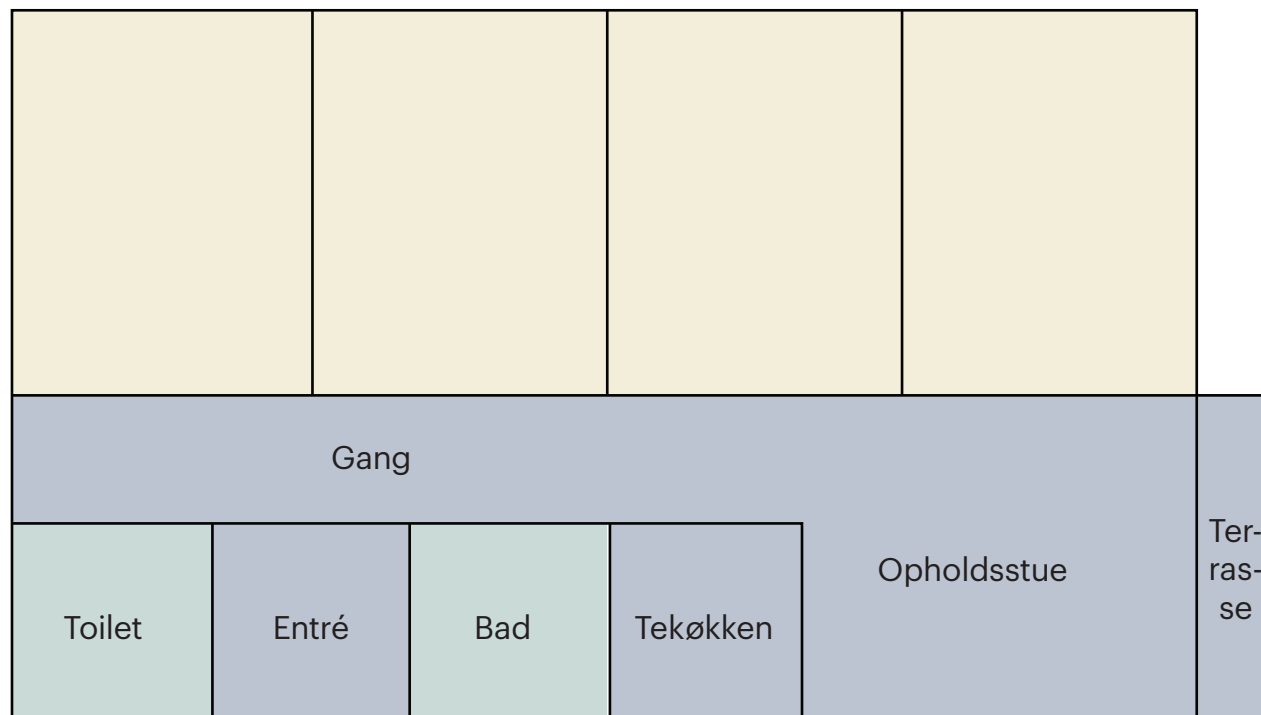 Gang
Toilet
Entré
Bad
Tekøkken
Opholdsstue
Ter-
ras-
se